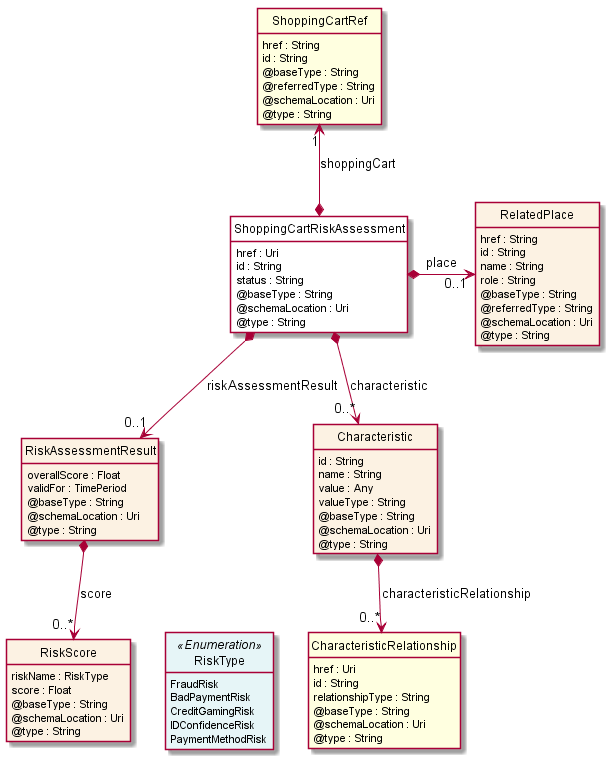 ShoppingCartRef
href : String
id : String
@baseType : String
@referredType : String
@schemaLocation : Uri
@type : String
1
shoppingCart
ShoppingCartRiskAssessment
href : Uri
id : String
status : String
@baseType : String
@schemaLocation : Uri
@type : String
place
0..1
RelatedPlace
href : String
id : String
name : String
role : String
@baseType : String
@referredType : String
@schemaLocation : Uri
@type : String
riskAssessmentResult
0..1
characteristic
0..*
RiskAssessmentResult
overallScore : Float
validFor : TimePeriod
@baseType : String
@schemaLocation : Uri
@type : String
Characteristic
id : String
name : String
value : Any
valueType : String
@baseType : String
@schemaLocation : Uri
@type : String
score
0..*
characteristicRelationship
0..*
RiskScore
riskName : RiskType
score : Float
@baseType : String
@schemaLocation : Uri
@type : String
«Enumeration»
RiskType
FraudRisk
BadPaymentRisk
CreditGamingRisk
IDConfidenceRisk
PaymentMethodRisk
CharacteristicRelationship
href : Uri
id : String
relationshipType : String
@baseType : String
@schemaLocation : Uri
@type : String